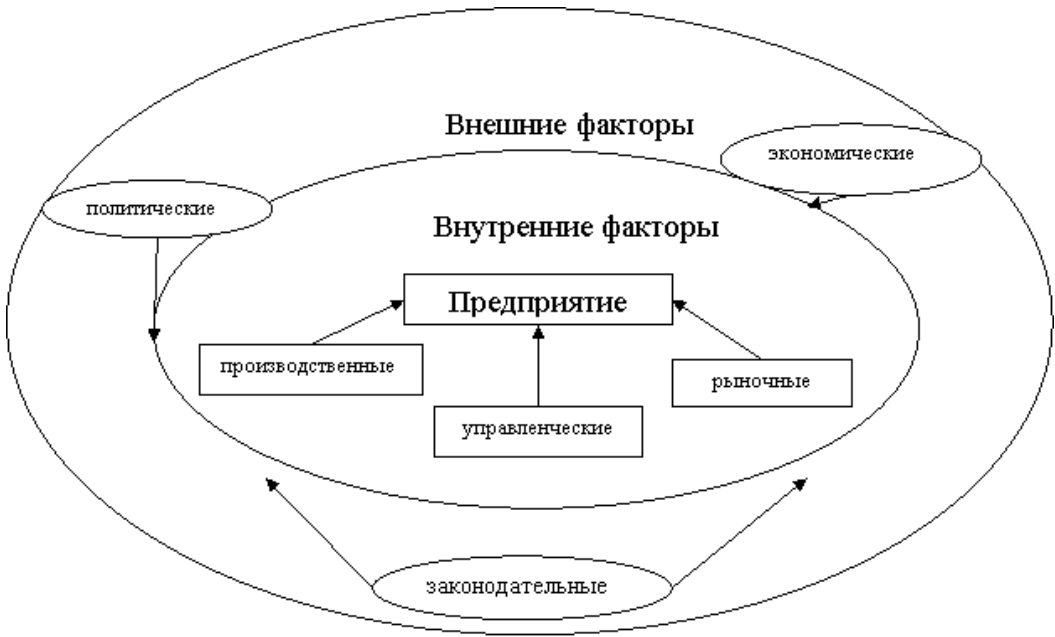 Внешние факторы
экономические
политические
Внутренние факторы
Предприятие
производственные
рыночные
управленческие
законодательные